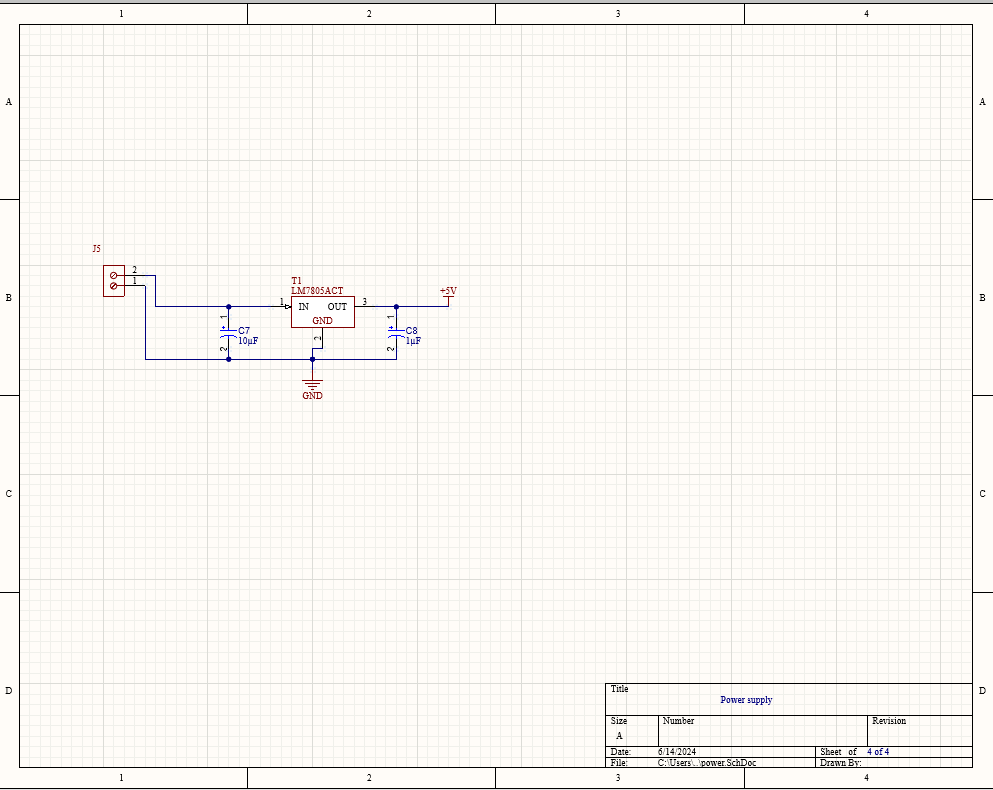 1 2 3 4
A A
J5
2
1
B B
T1
LM7805ACT
+5V
1 IN OUT 3
GND
1 1
+ C7 + C8
10µF 1µF
2 2 2
GND
C C
D D
Title
Power supply
Size Number Revision
A
Date: 6/14/2024 Sheet of 4 of 4
File: C:\Users\..\power.SchDoc Drawn By:
1 2 3 4